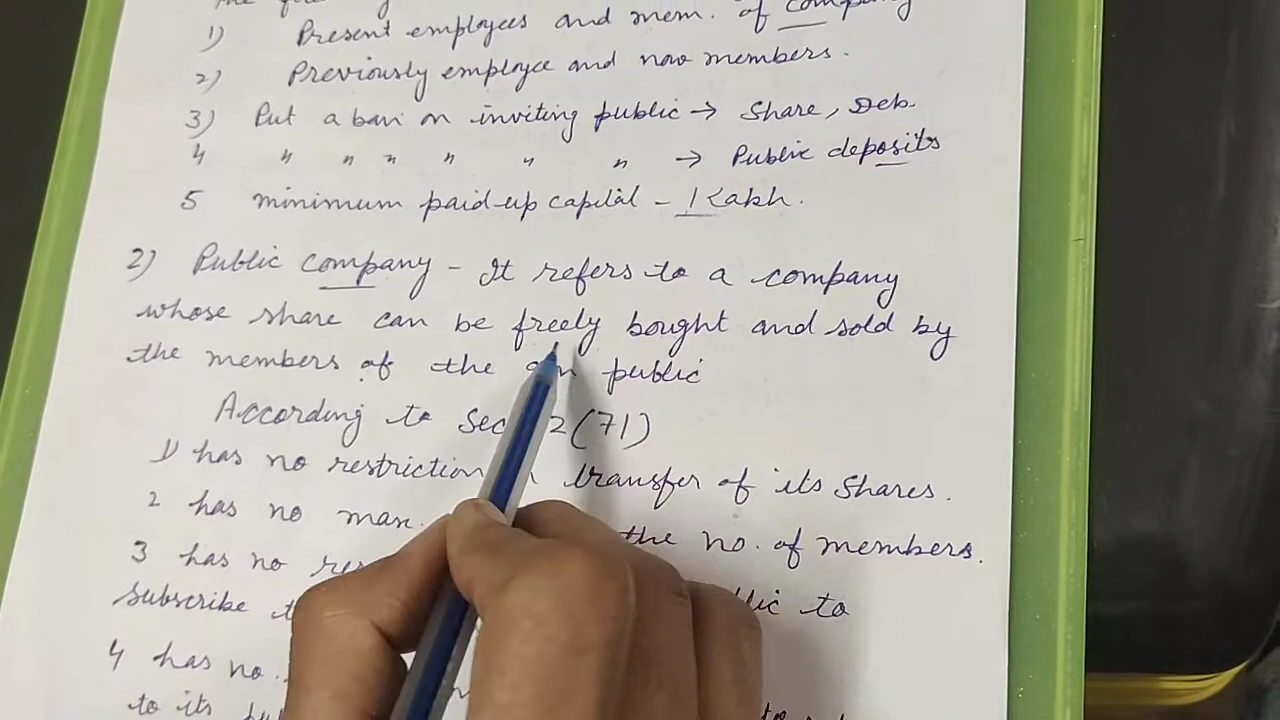 1) Present employees and mem. of company
2) Previously employee and now members.
3) Put a ban on inviting public → Share, Deb.
4 " " " " " " → Public deposits
5 minimum paid-up capital - 1 Lakh.
2) Public company - It refers to a company
whose share can be freely bought and sold by
the members of the public
According to Sec 2(71)
1) has no restriction transfer of its Shares.
2 has no max. the no. of members.
3 has no
Subscribe to
4 has no
to its